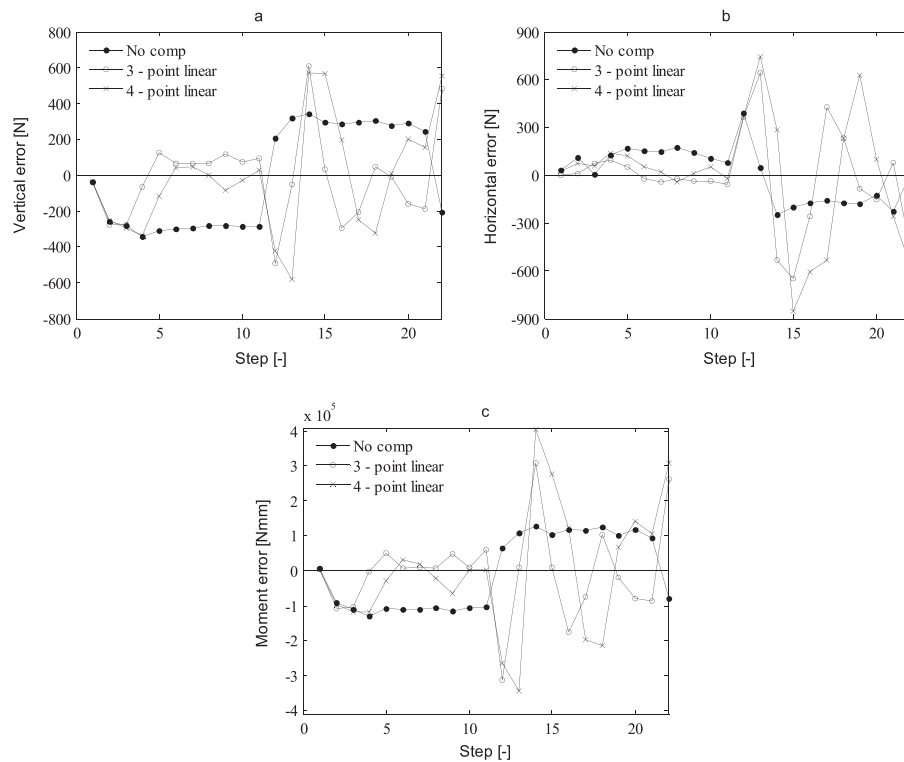 a
800
600
400
200
0
-200
-400
-600
-800
0
5
10
15
20
Vertical error [N]
Step [-]
No comp
3 - point linear
4 - point linear
b
900
600
300
0
-300
-600
-900
0
5
10
15
20
Horizontal error [N]
Step [-]
No comp
3 - point linear
4 - point linear
c
x 10^5
4
3
2
1
0
-1
-2
-3
-4
0
5
10
15
20
Moment error [Nmm]
Step [-]
No comp
3 - point linear
4 - point linear